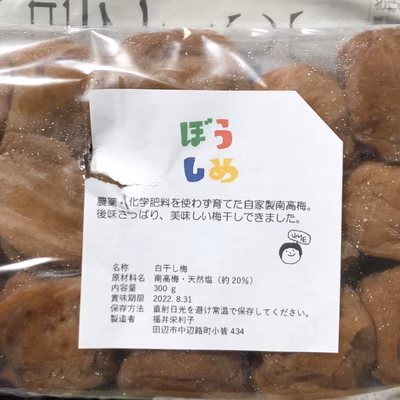 ぼう
しめ
農薬・化学肥料を使わず育てた自家製南高梅。
後味さっぱり、美味しい梅干しできました。
UME
名称 白干し梅
原材料名 南高梅・天然塩（約20％）
内容量 300ｇ
賞味期限 2022.8.31
保存方法 直射日光を避け常温で保存してください。
製造者 福井栄利子
田辺市中辺路町小皆434